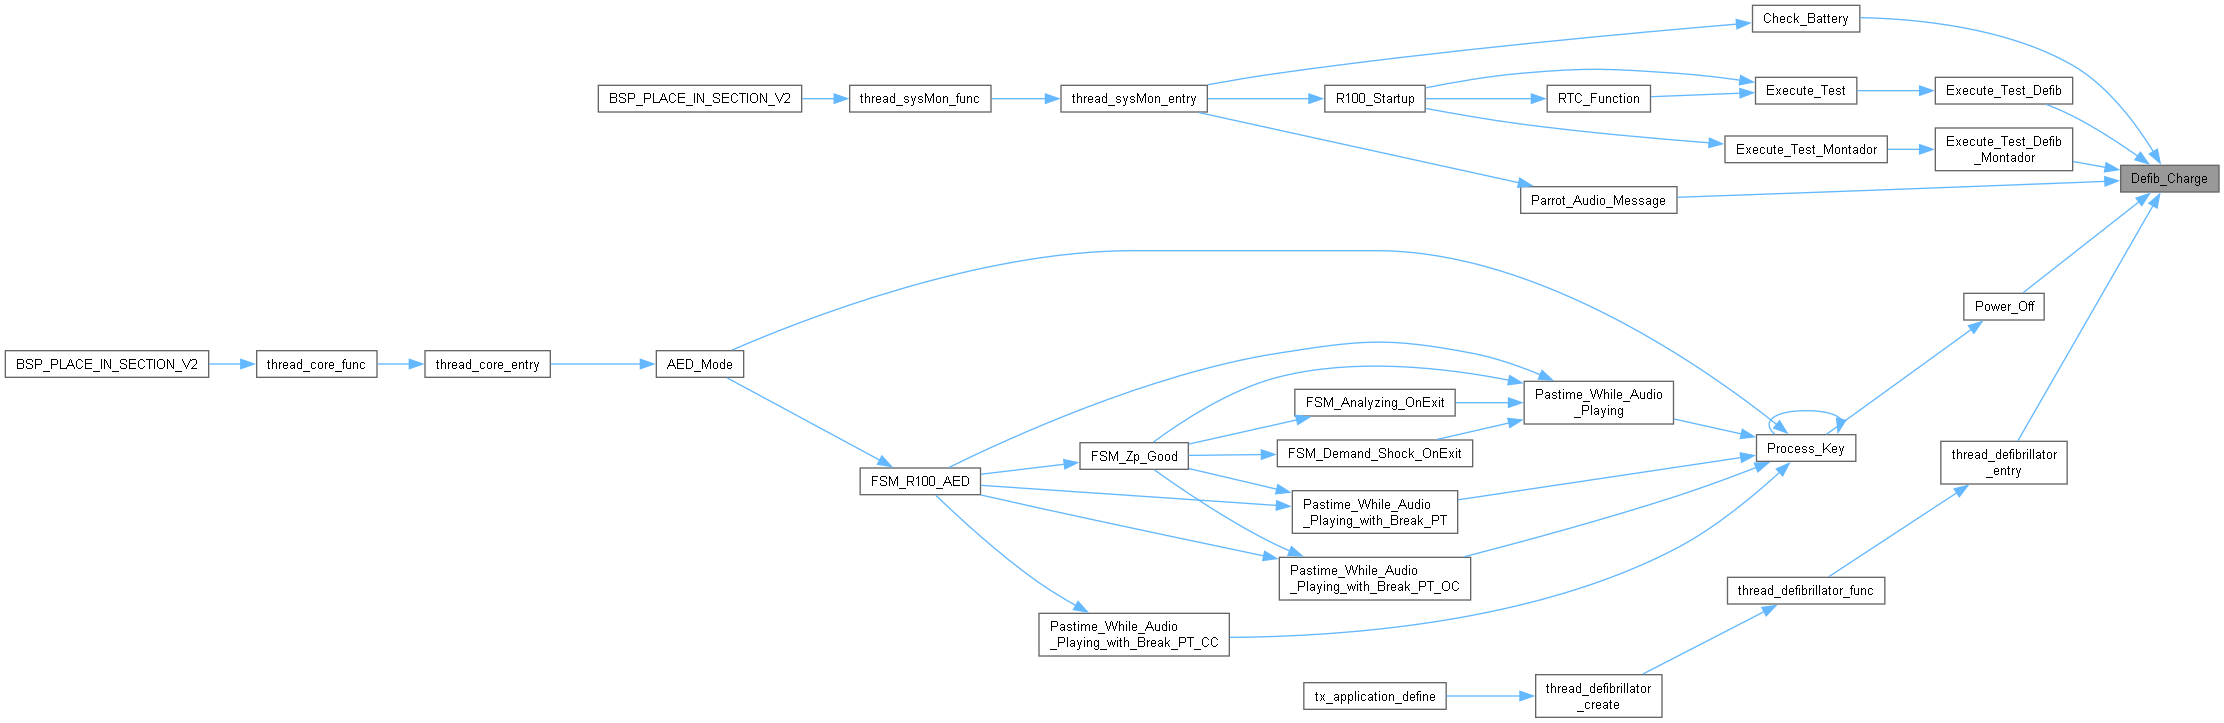 Check_Battery
BSP_PLACE_IN_SECTION_V2
thread_sysMon_func
thread_sysMon_entry
R100_Startup
RTC_Function
Execute_Test
Execute_Test_Defib
Execute_Test_Montador
Execute_Test_Defib
_Montador
Defib_Charge
Parrot_Audio_Message
Power_Off
BSP_PLACE_IN_SECTION_V2
thread_core_func
thread_core_entry
AED_Mode
Pastime_While_Audio
_Playing
FSM_Analyzing_OnExit
FSM_Demand_Shock_OnExit
FSM_Zp_Good
Process_Key
FSM_R100_AED
thread_defibrillator
_entry
Pastime_While_Audio
_Playing_with_Break_PT
Pastime_While_Audio
_Playing_with_Break_PT_OC
thread_defibrillator_func
Pastime_While_Audio
_Playing_with_Break_PT_CC
tx_application_define
thread_defibrillator
_create